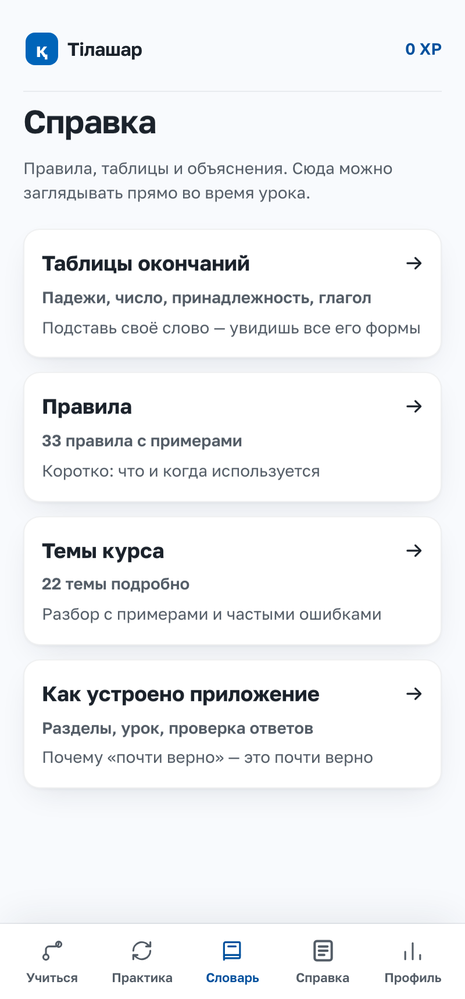 қ Тілашар
0 XP
Справка
Правила, таблицы и объяснения. Сюда можно
заглядывать прямо во время урока.
Таблицы окончаний
Падежи, число, принадлежность, глагол
Подставь своё слово — увидишь все его формы
Правила
33 правила с примерами
Коротко: что и когда используется
Темы курса
22 темы подробно
Разбор с примерами и частыми ошибками
Как устроено приложение
Разделы, урок, проверка ответов
Почему «почти верно» — это почти верно
Учиться
Практика
Словарь
Справка
Профиль